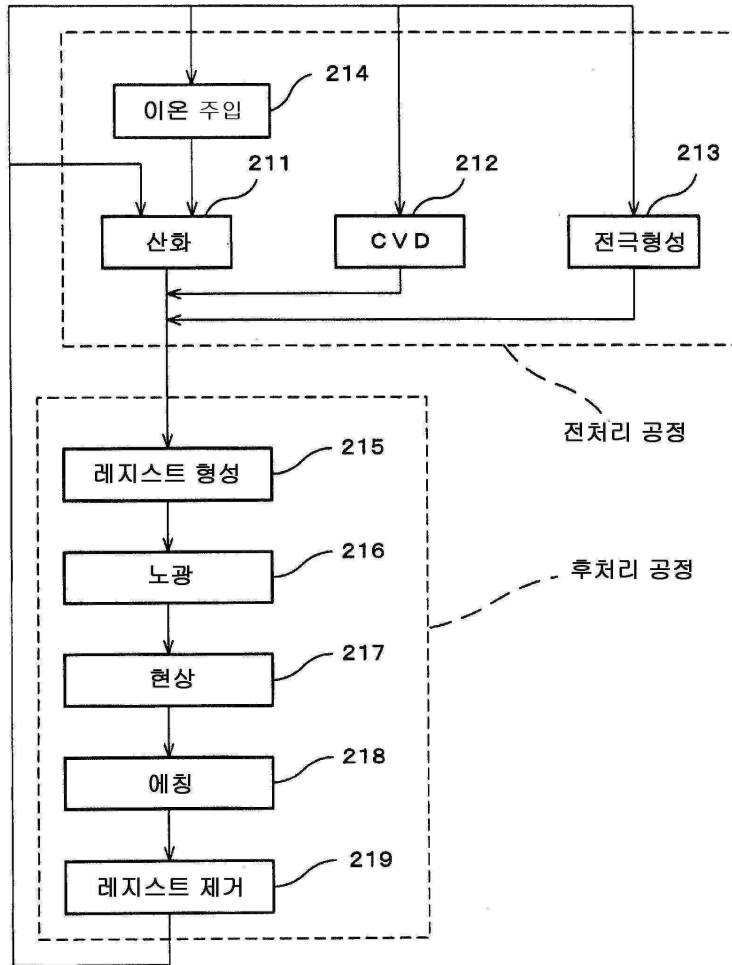 214
이온 주입
211
산화
212
CVD
213
전극형성
전처리 공정
215
레지스트 형성
216
노광
후처리 공정
217
현상
218
에칭
219
레지스트 제거